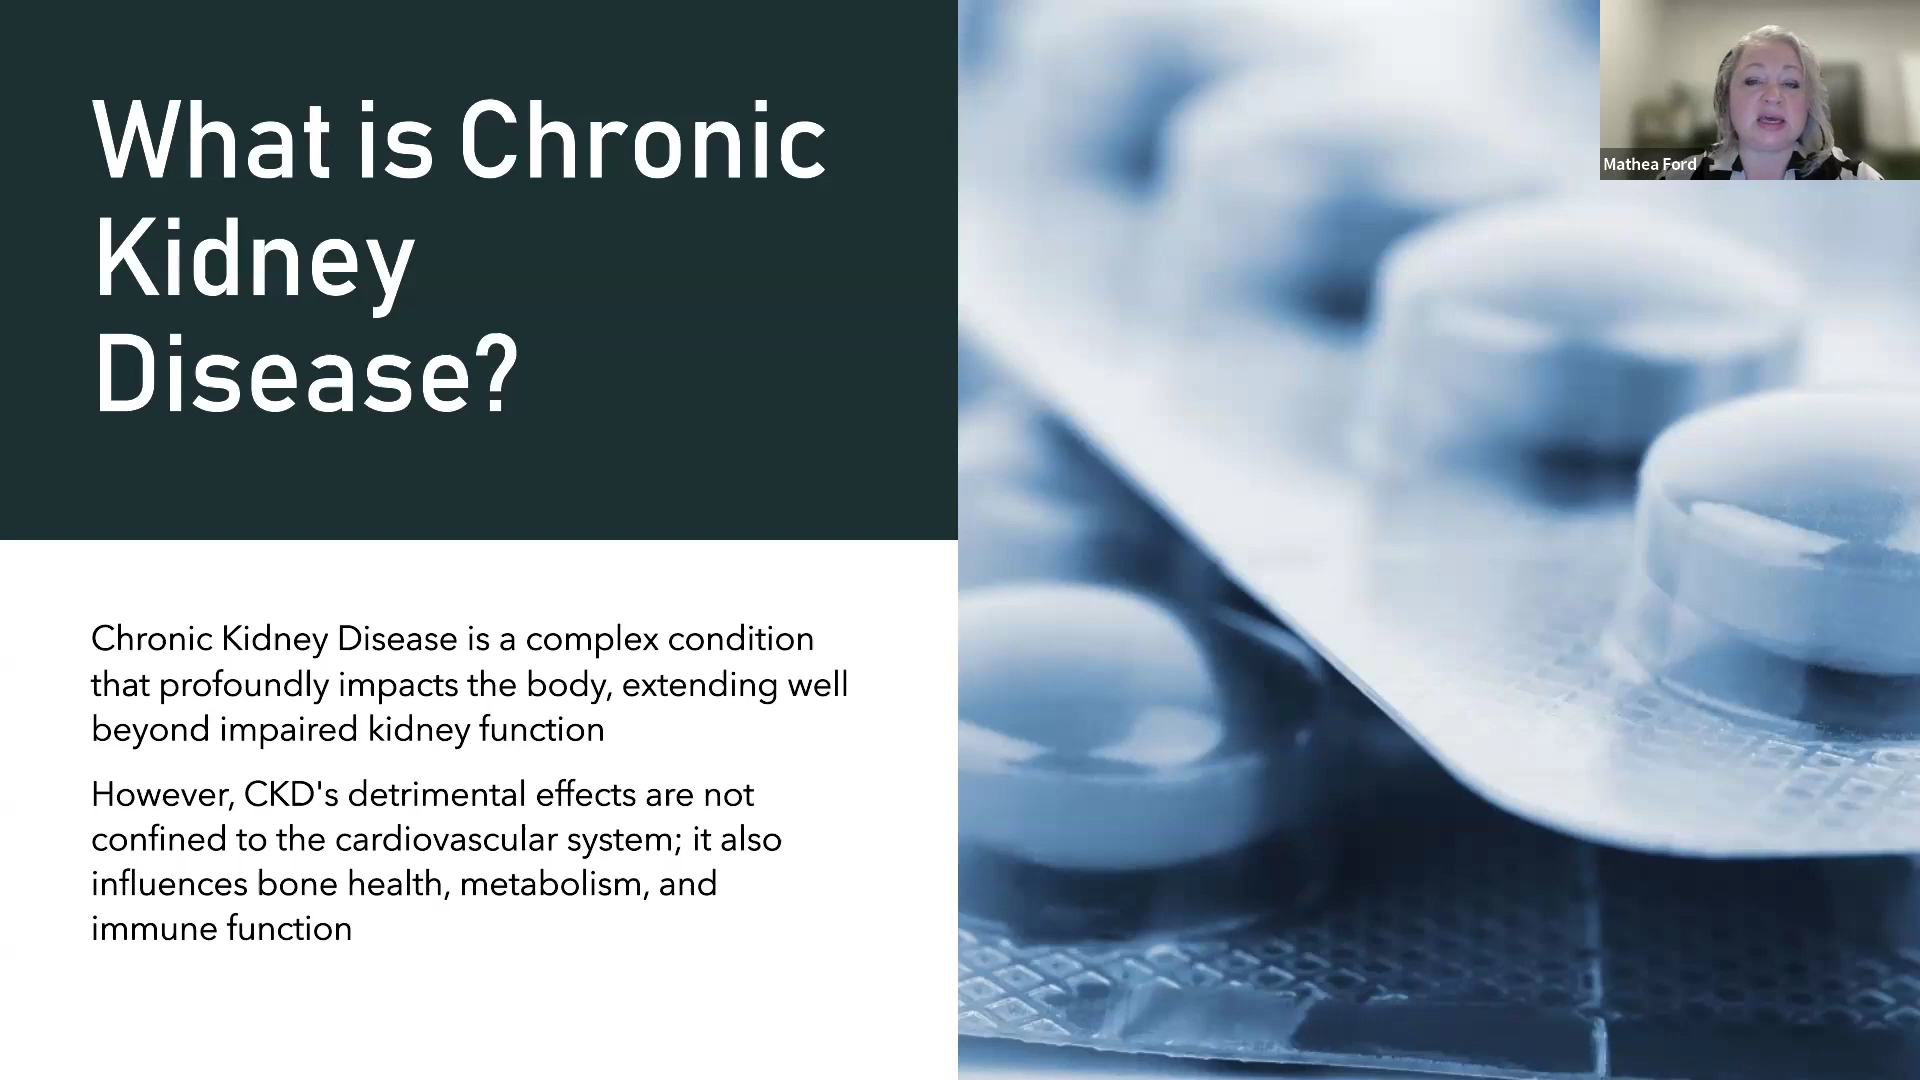 What is Chronic
Kidney
Disease?
Chronic Kidney Disease is a complex condition
that profoundly impacts the body, extending well
beyond impaired kidney function
However, CKD's detrimental effects are not
confined to the cardiovascular system; it also
influences bone health, metabolism, and
immune function
Mathea Ford